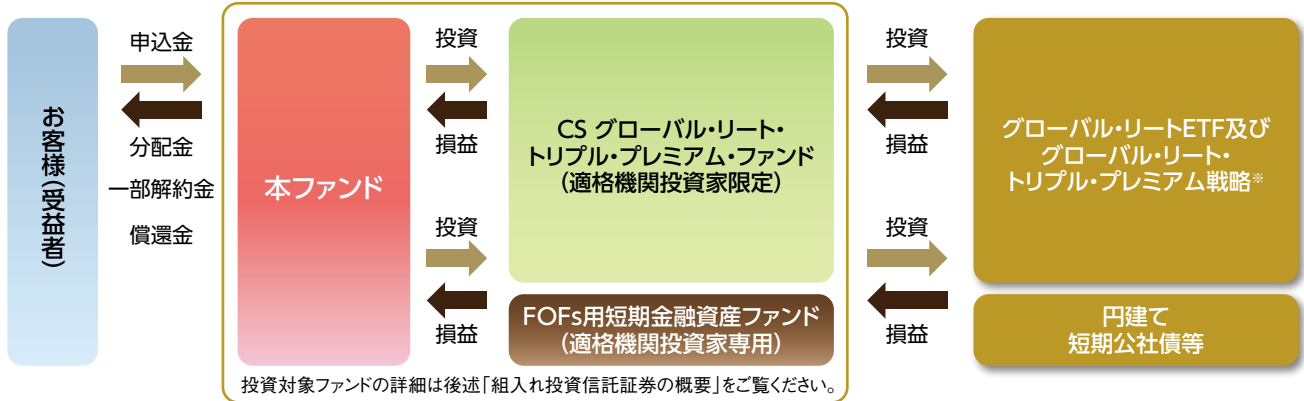 お客様(受益者)
申込金
分配金
一部解約金
償還金
本ファンド
投資
損益
投資
損益
CS グローバル・リート・
トリプル・プレミアム・ファンド
(適格機関投資家限定)
FOFs用短期金融資産ファンド
(適格機関投資家専用)
投資
損益
投資
損益
グローバル・リートETF及び
グローバル・リート・
トリプル・プレミアム戦略※
円建て
短期公社債等
投資対象ファンドの詳細は後述「組入れ投資信託証券の概要」をご覧ください。